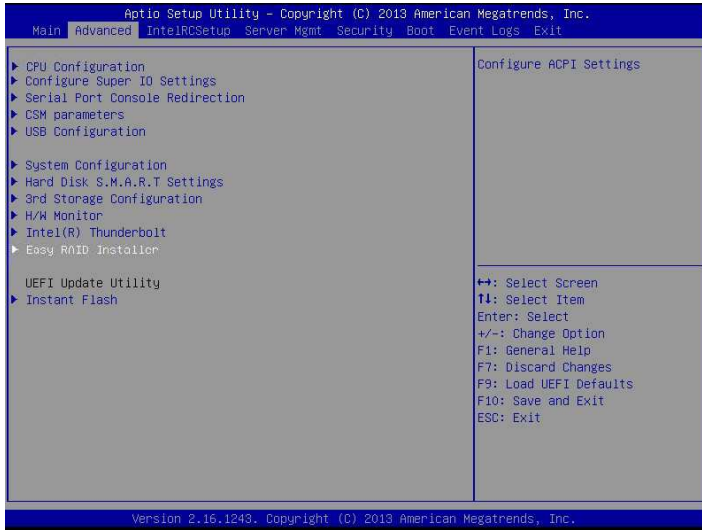 Aptio Setup Utility - Copyright (C) 2013 American Megatrends, Inc.
Main Advanced IntelRCSetup Server Mgmt Security Boot Event Logs Exit
CPU Configuration
Configure Super IO Settings
Serial Port Console Redirection
CSM parameters
USB Configuration
System Configuration
Hard Disk S.M.A.R.T Settings
3rd Storage Configuration
H/W Monitor
Intel(R) Thunderbolt
Easy RAID Installer
UEFI Update Utility
Instant Flash
Configure ACPI Settings
↔: Select Screen
↑↓: Select Item
Enter: Select
+/-: Change Option
F1: General Help
F7: Discard Changes
F9: Load UEFI Defaults
F10: Save and Exit
ESC: Exit
Version 2.16.1243. Copyright (C) 2013 American Megatrends, Inc.